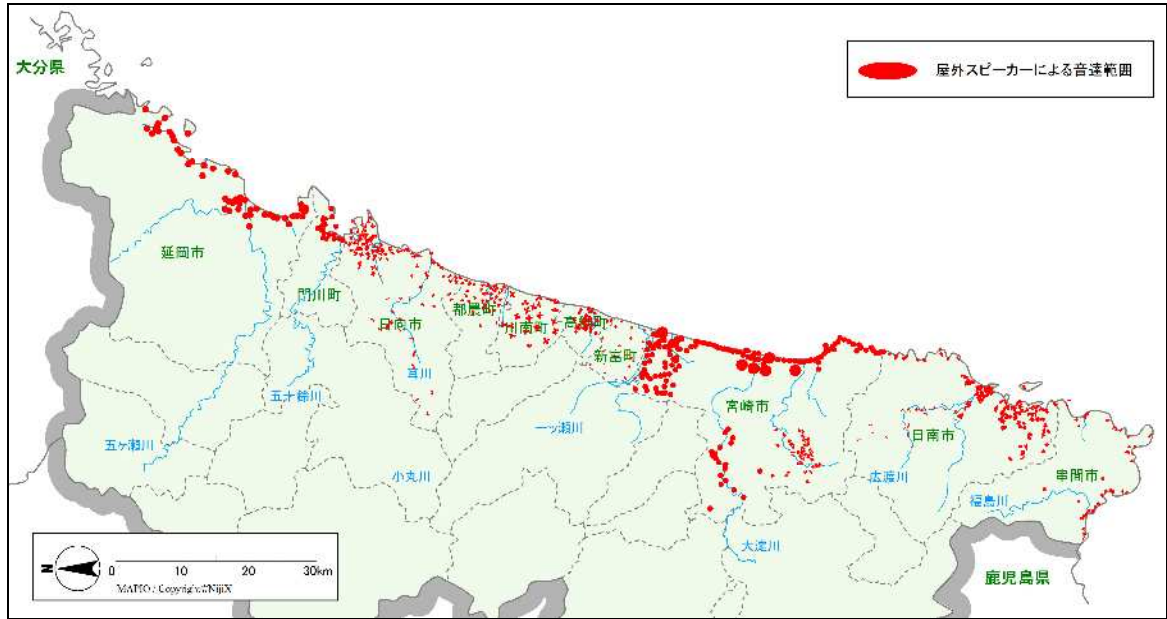 大分県
屋外スピーカーによる音達範囲
延岡市
門川町
日向市
都農町
川南町
高鍋町
新富町
耳川
宮崎市
五十鈴川
一ッ瀬川
日南市
五ヶ瀬川
小丸川
広渡川
串間市
福島川
大淀川
鹿児島県
N
0 10 20 30km